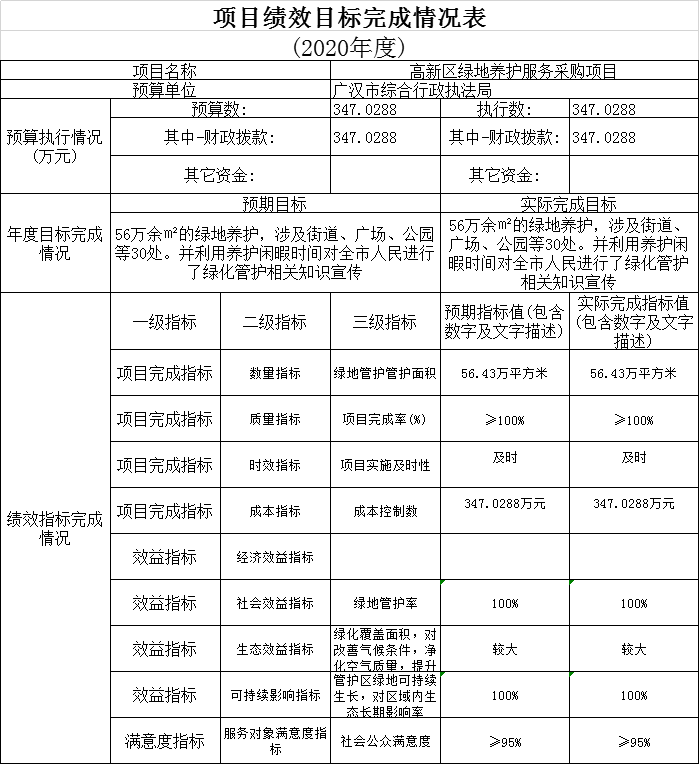 项目绩效目标完成情况表
(2020年度)
项目名称 高新区绿地养护服务采购项目
预算单位 广汉市综合行政执法局
预算执行情况(万元) 预算数: 347.0288 执行数: 347.0288
其中-财政拨款: 347.0288 其中-财政拨款: 347.0288
其它资金: 其它资金:
年度目标完成情况 预期目标 实际完成目标
56万余㎡的绿地养护，涉及街道、广场、公园等30处。并利用养护闲暇时间对全市人民进行了绿化管护相关知识宣传 56万余㎡的绿地养护，涉及街道、广场、公园等30处。并利用养护闲暇时间对全市人民进行了绿化管护相关知识宣传
绩效指标完成情况 一级指标 二级指标 三级指标 预期指标值(包含数字及文字描述) 实际完成指标值(包含数字及文字描述)
项目完成指标 数量指标 绿地管护管护面积 56.43万平方米 56.43万平方米
项目完成指标 质量指标 项目完成率(%) ≥100% ≥100%
项目完成指标 时效指标 项目实施及时性 及时 及时
项目完成指标 成本指标 成本控制数 347.0288万元 347.0288万元
效益指标 经济效益指标
效益指标 社会效益指标 绿地管护率 100% 100%
效益指标 生态效益指标 绿化覆盖面积，对改善气候条件，净化空气质量，提升 较大 较大
效益指标 可持续影响指标 管护区绿地可持续生长，对区域内生态长期影响率 100% 100%
满意度指标 服务对象满意度指标 社会公众满意度 ≥95% ≥95%